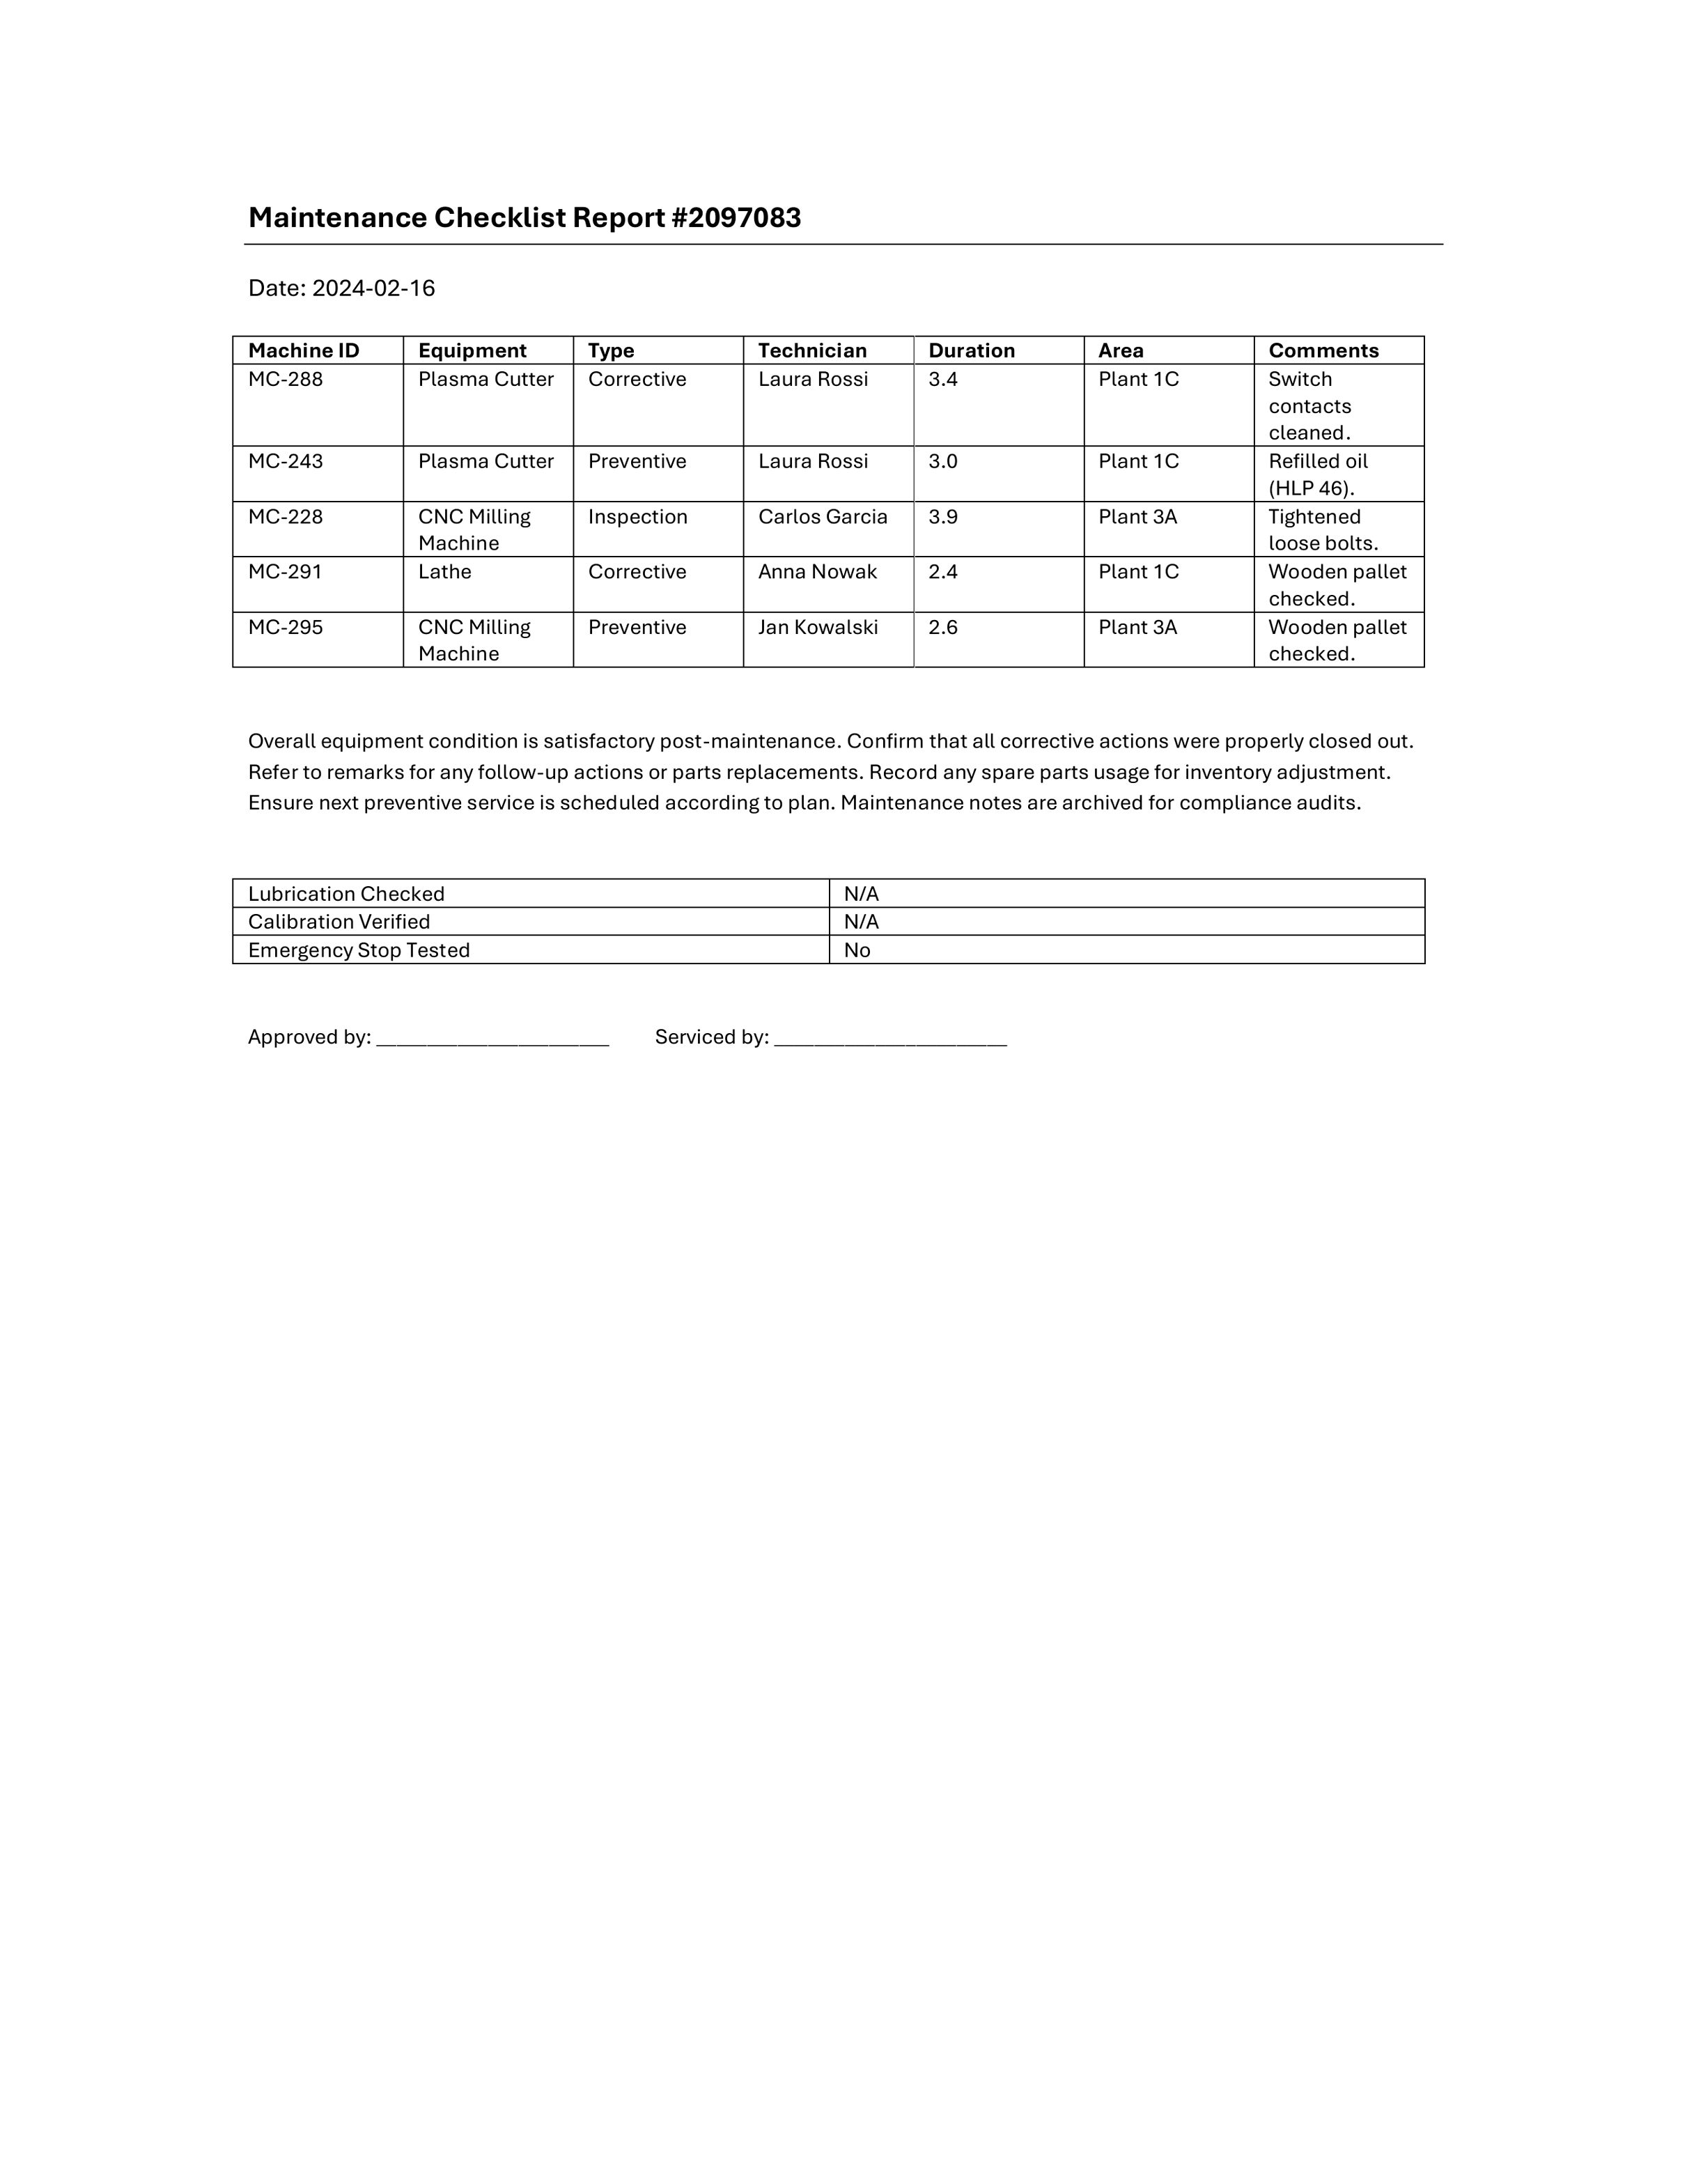 Maintenance Checklist Report #2097083
Date: 2024-02-16
Machine ID Equipment Type Technician Duration Area Comments
MC-288 Plasma Cutter Corrective Laura Rossi 3.4 Plant 1C Switch
contacts
cleaned.
MC-243 Plasma Cutter Preventive Laura Rossi 3.0 Plant 1C Refilled oil
(HLP 46).
MC-228 CNC Milling Inspection Carlos Garcia 3.9 Plant 3A Tightened
Machine loose bolts.
MC-291 Lathe Corrective Anna Nowak 2.4 Plant 1C Wooden pallet
checked.
MC-295 CNC Milling Preventive Jan Kowalski 2.6 Plant 3A Wooden pallet
Machine checked.
Overall equipment condition is satisfactory post-maintenance. Confirm that all corrective actions were properly closed out.
Refer to remarks for any follow-up actions or parts replacements. Record any spare parts usage for inventory adjustment.
Ensure next preventive service is scheduled according to plan. Maintenance notes are archived for compliance audits.
Lubrication Checked N/A
Calibration Verified N/A
Emergency Stop Tested No
Approved by: _______________________ Serviced by: _______________________